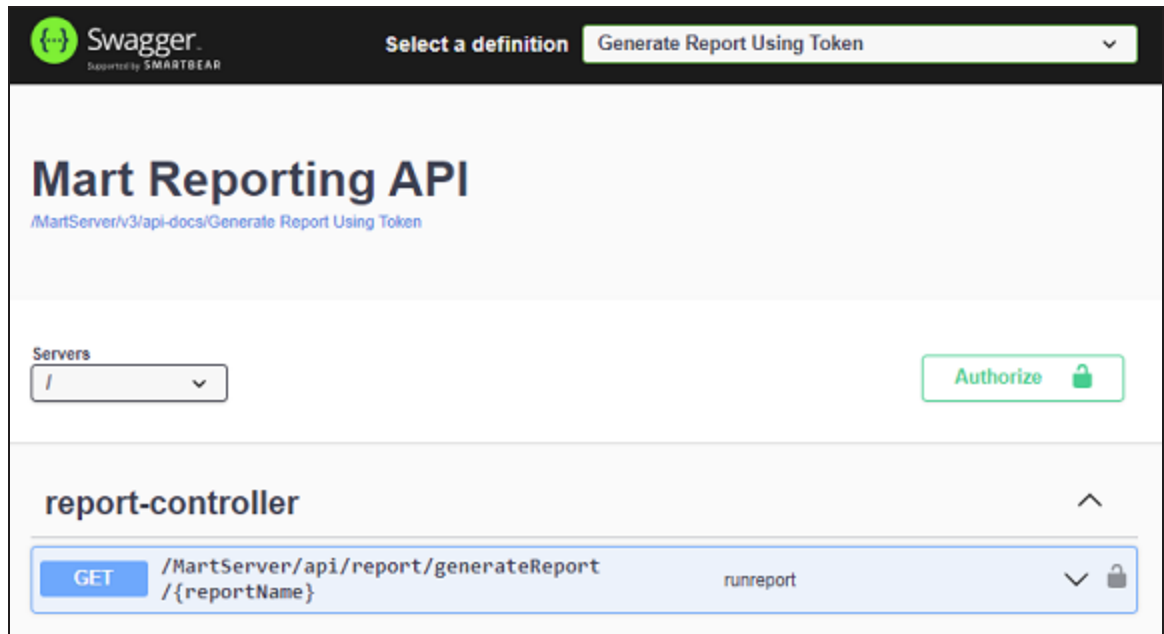 {···} Swagger.
Supported by SMARTBEAR
Select a definition
Generate Report Using Token
Mart Reporting API
/MartServer/v3/api-docs/Generate Report Using Token
Servers
/
Authorize
report-controller
GET
/MartServer/api/report/generateReport
/{reportName}
runreport